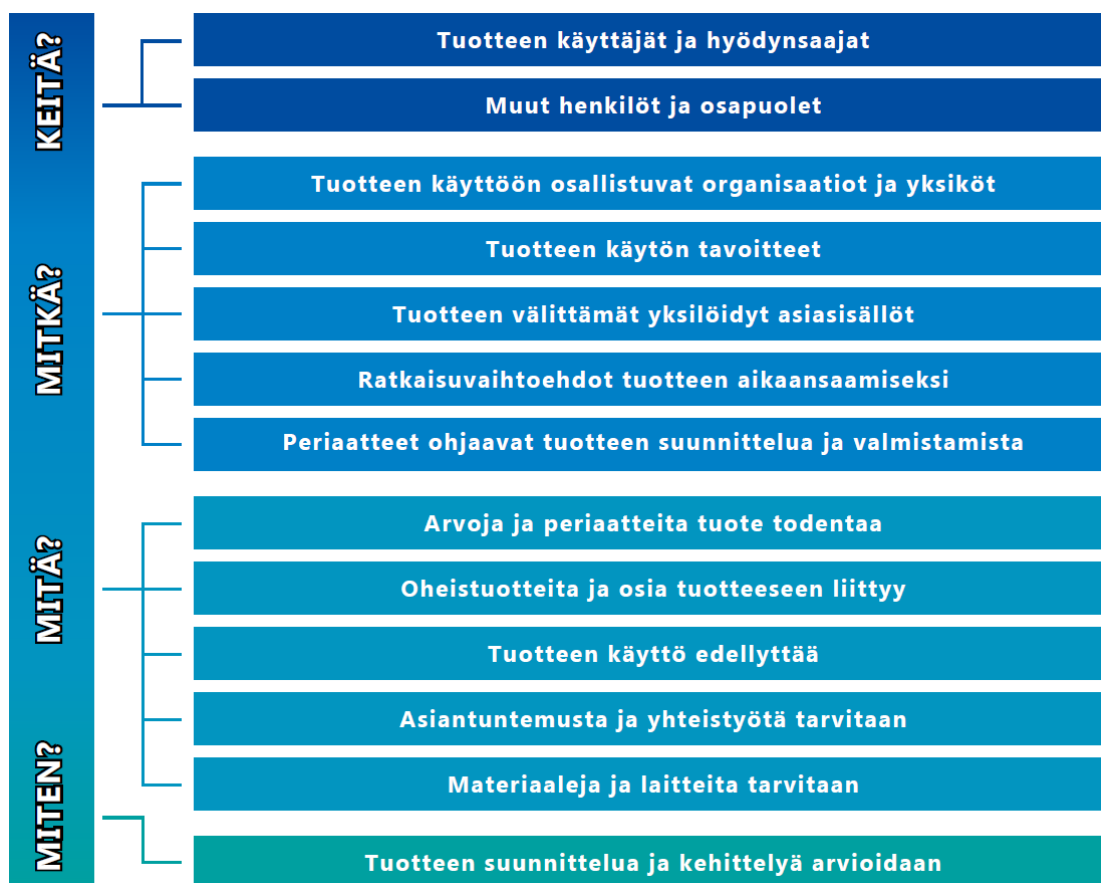 KEITÄ?
Tuotteen käyttäjät ja hyödynsaajat
Muut henkilöt ja osapuolet
MITKÄ?
Tuotteen käyttöön osallistuvat organisaatiot ja yksiköt
Tuotteen käytön tavoitteet
Tuotteen välittämät yksilöidyt asiasisällöt
Ratkaisuvaihtoehdot tuotteen aikaansaamiseksi
Periaatteet ohjaavat tuotteen suunnittelua ja valmistamista
MITÄ?
Arvoja ja periaatteita tuote todentaa
Oheistuotteita ja osia tuotteeseen liittyy
Tuotteen käyttö edellyttää
Asiantuntemusta ja yhteistyötä tarvitaan
Materiaaleja ja laitteita tarvitaan
MITEN?
Tuotteen suunnittelua ja kehittelyä arvioidaan